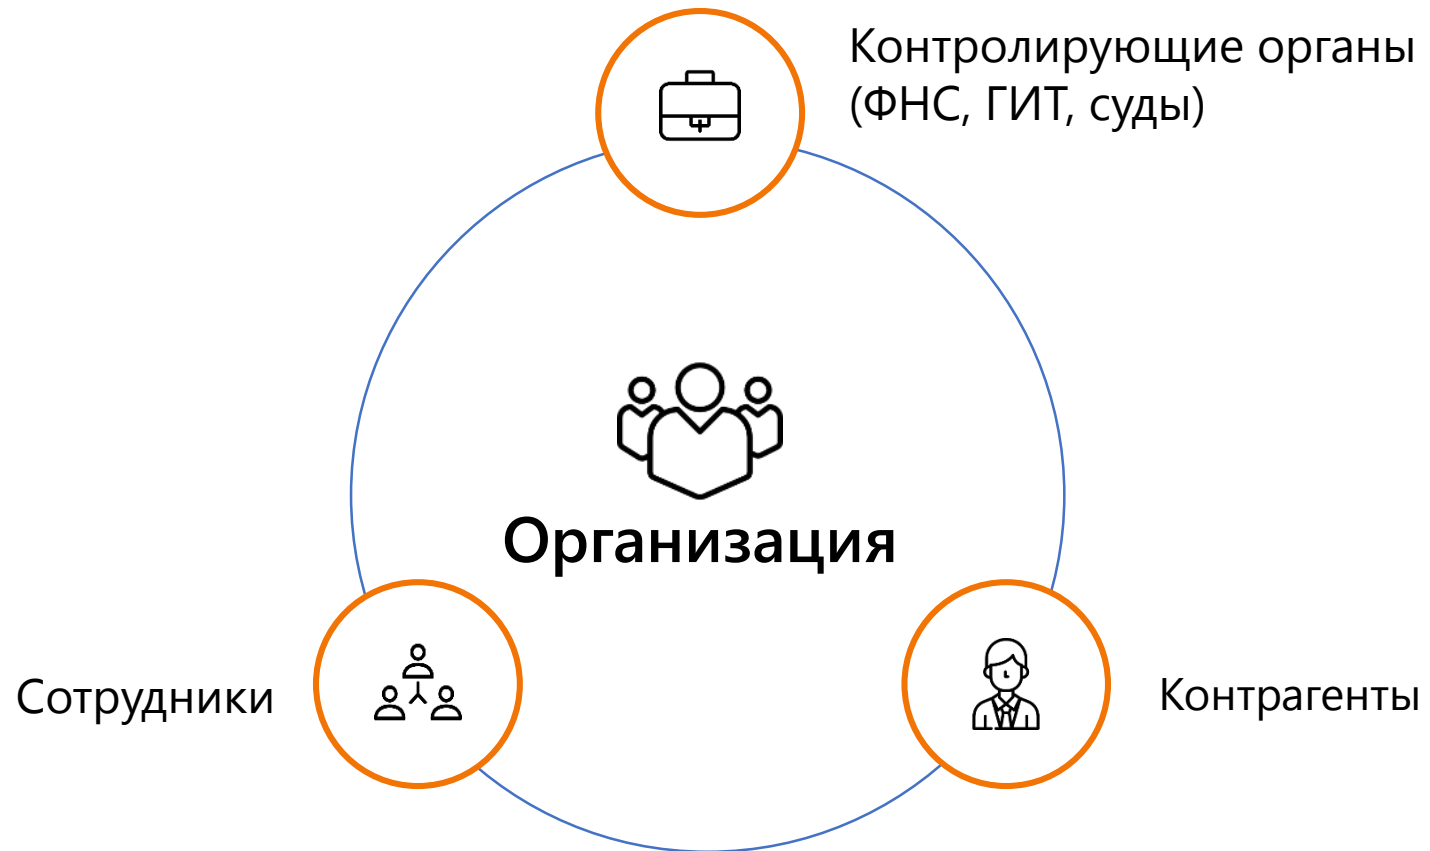 Контролирующие органы
(ФНС, ГИТ, суды)
Организация
Сотрудники
Контрагенты